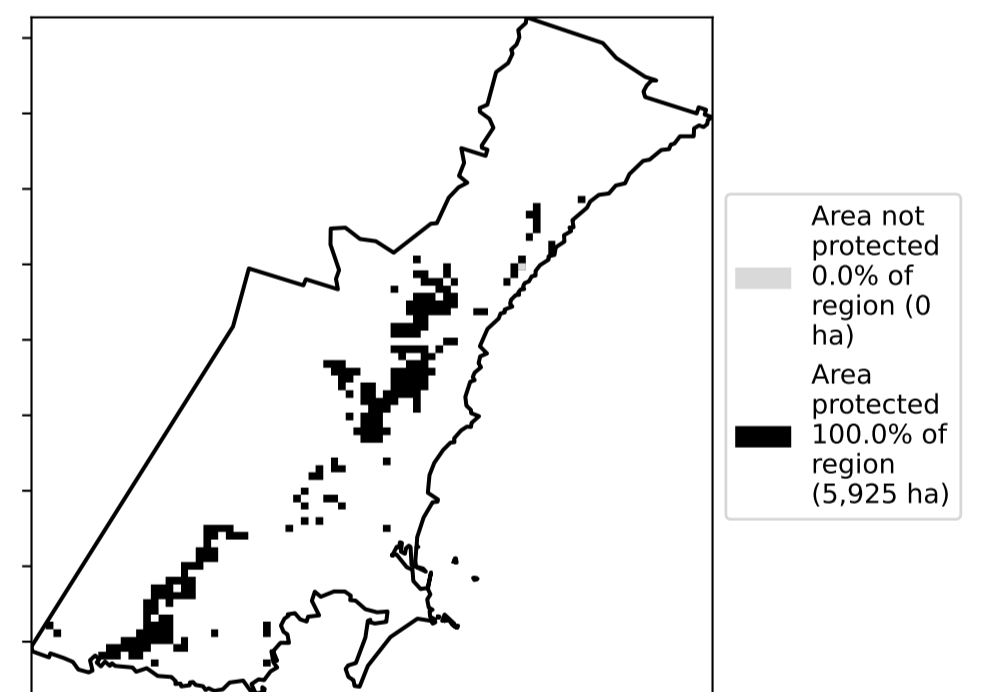 Area not
protected
0.0% of
region (0
ha)
Area
protected
100.0% of
region
(5,925 ha)